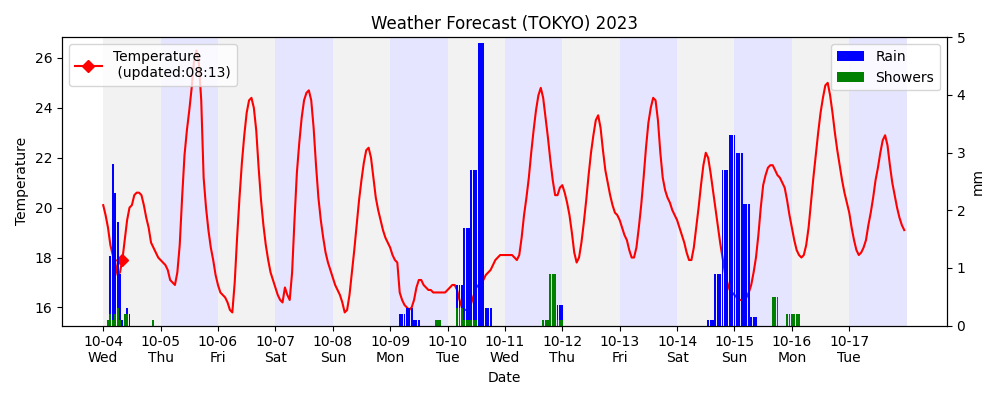 Weather Forecast (TOKYO) 2023
Temperature
(updated:08:13)
Rain
Showers
26
24
22
20
18
16
Temperature
5
4
3
2
1
0
mm
10-04 10-05 10-06 10-07 10-08 10-09 10-10 10-11 10-12 10-13 10-14 10-15 10-16 10-17
Wed Thu Fri Sat Sun Mon Tue Wed Thu Fri Sat Sun Mon Tue
Date